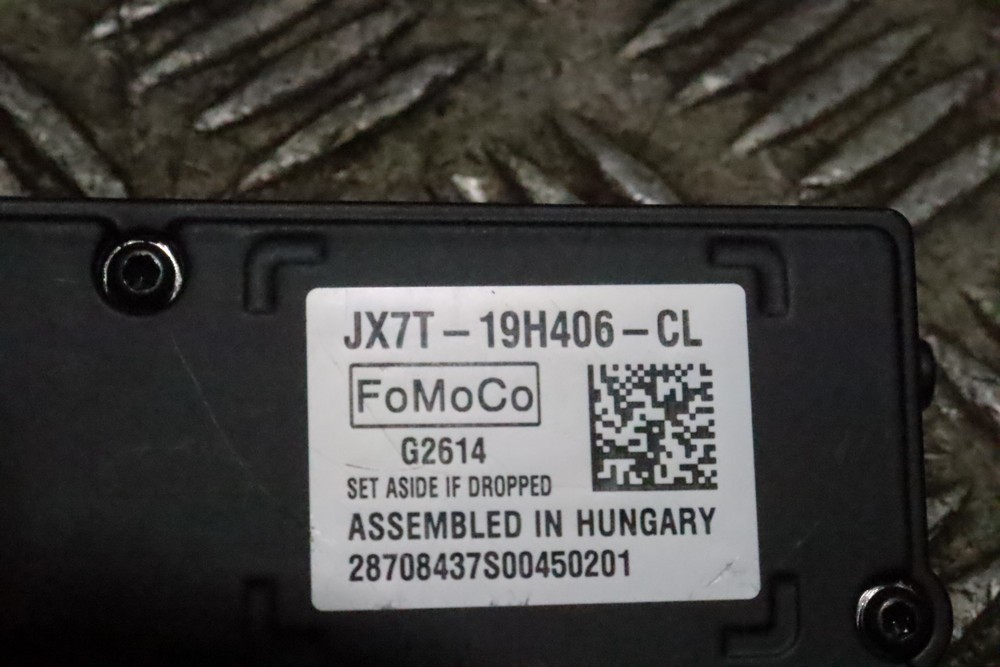 JX7T-19H406-CL
FoMoCo
G2614
SET ASIDE IF DROPPED
ASSEMBLED IN HUNGARY
28708437S00450201